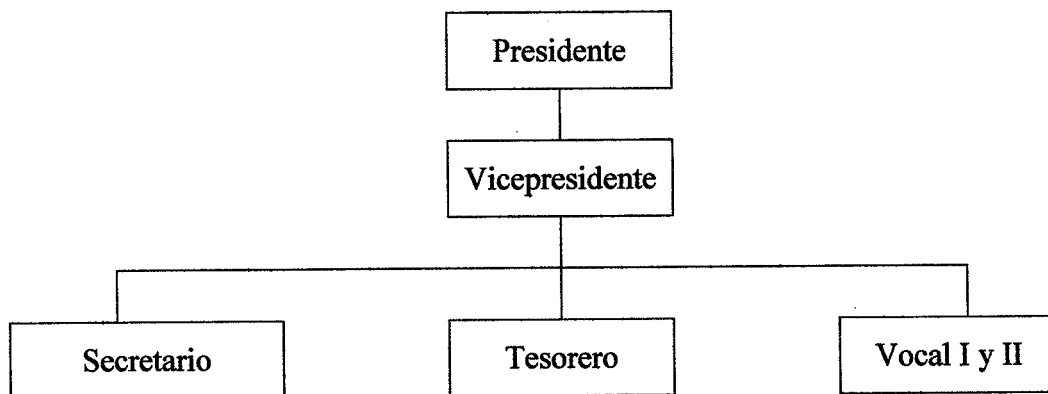 Presidente
Vicepresidente
Secretario
Tesorero
Vocal I y II